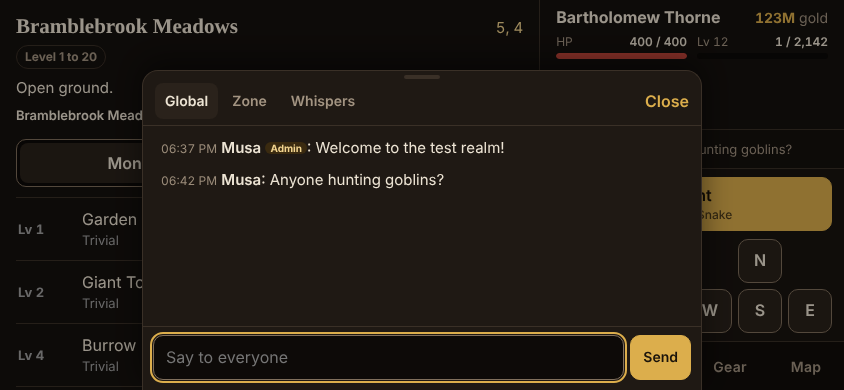 Bramblebrook Meadows
5, 4
Level 1 to 20
Open ground.
Bramblebrook Mead
Mon
Lv 1
Garden
Trivial
Lv 2
Giant To
Trivial
Lv 4
Burrow
Trivial
Bartholomew Thorne
123M gold
HP
400 / 400
Lv 12
1 / 2,142
Global
Zone
Whispers
Close
06:37 PM Musa Admin: Welcome to the test realm!
06:42 PM Musa: Anyone hunting goblins?
Say to everyone
Send
unting goblins?
nt
Snake
N
W
S
E
Gear
Map